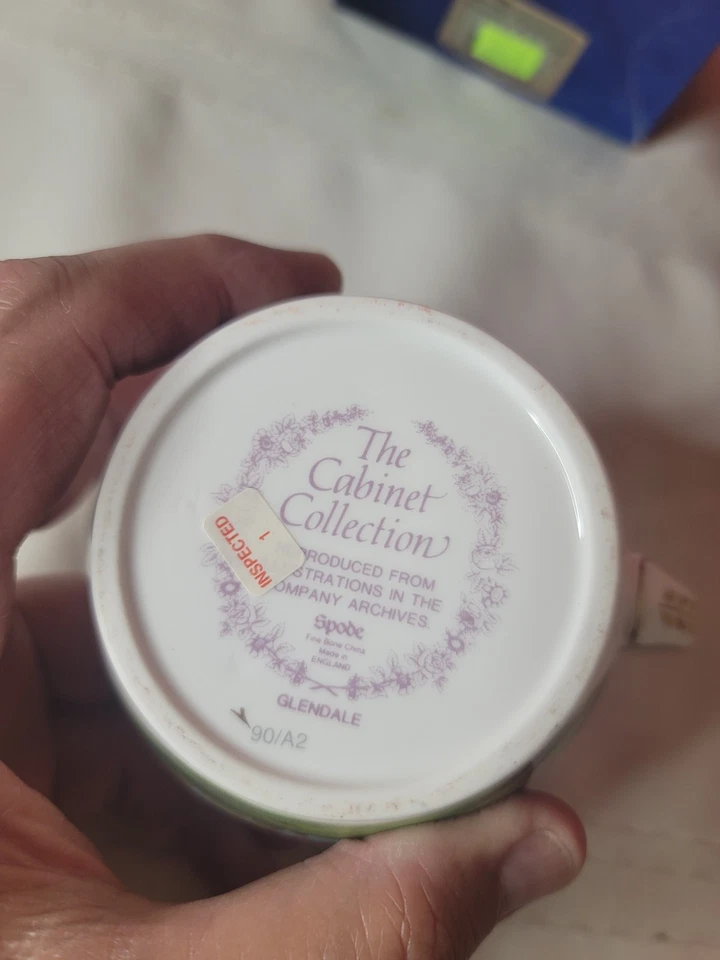 The
Cabinet
Collection
PRODUCED FROM
STRATIONS IN THE
OMPANY ARCHIVES.
Spode
Fine Bone China
Made in
ENGLAND
GLENDALE
90/A2
INSPECTED
1